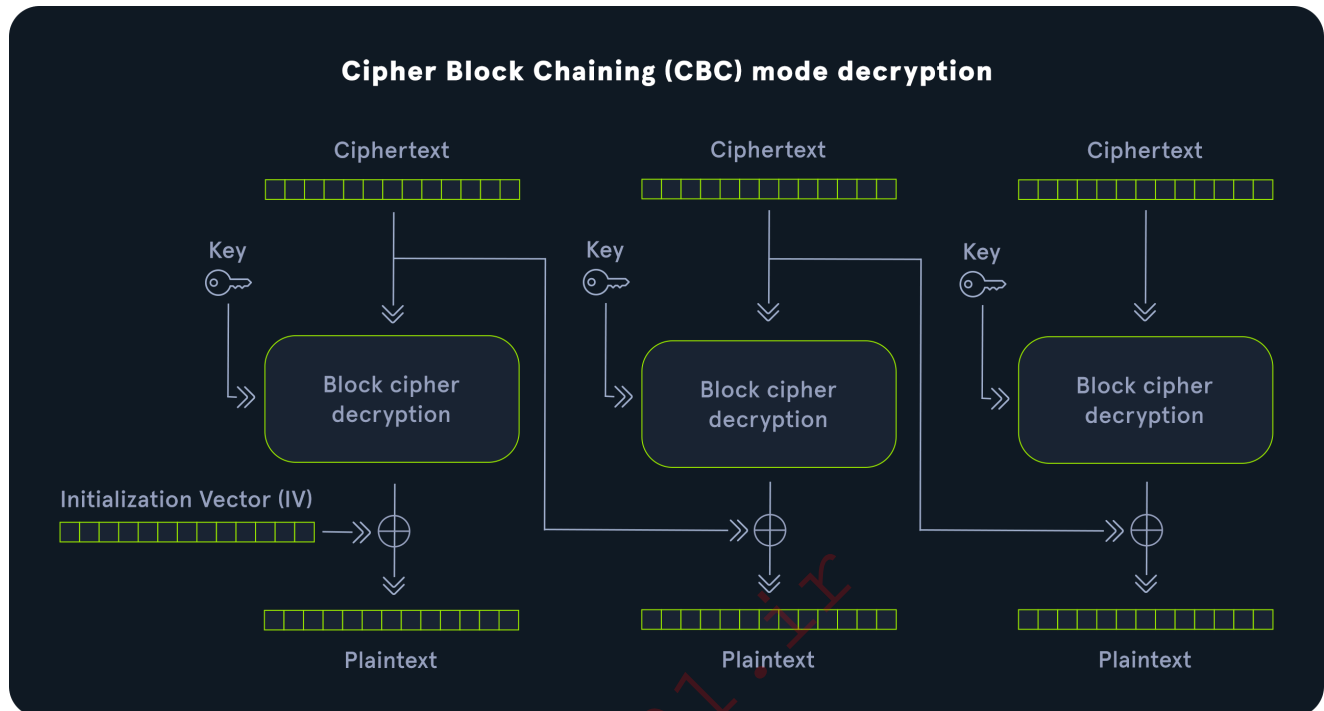 Cipher Block Chaining (CBC) mode decryption
Ciphertext
Ciphertext
Ciphertext
Key
Key
Key
Block cipher
decryption
Block cipher
decryption
Block cipher
decryption
Initialization Vector (IV)
Plaintext
Plaintext
Plaintext